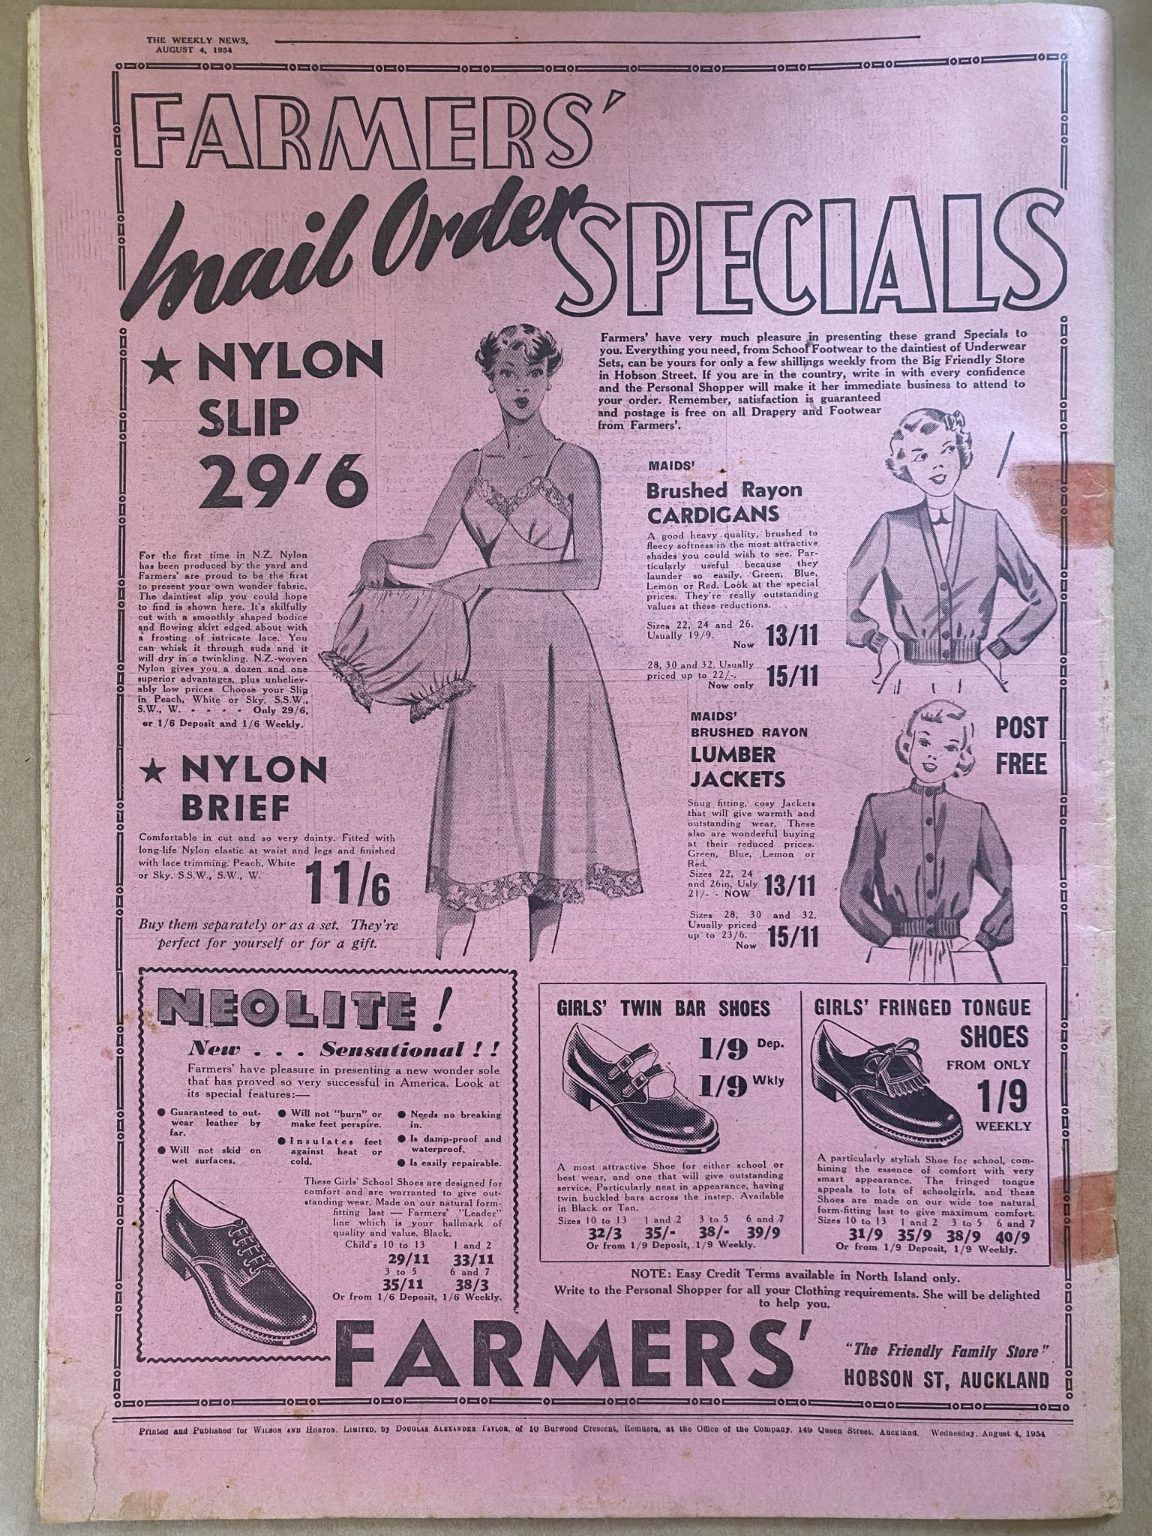 THE WEEKLY NEWS,
AUGUST 4, 1954
FARMERS'
Mail Order SPECIALS
★ NYLON
SLIP
29/6
For the first time in N.Z. Nylon
has been produced by the yard and
Farmers' are proud to be the first
to present your own wonder fabric.
The daintiest slip you could hope
to find is shown here. It's skilfully
cut with a smoothly shaped bodice
and flowing skirt edged about with
a frosting of intricate lace. You
can whisk it through suds and it
will dry in a twinkling. N.Z.-woven
Nylon gives you a dozen and one
superior advantages, plus unbeliev-
ably low prices. Choose your Slip
in Peach, White or Sky. S.S.W.,
S.W., W. - - - - Only 29/6,
or 1/6 Deposit and 1/6 Weekly.
★ NYLON
BRIEF
Comfortable in cut and so very dainty. Fitted with
long-life Nylon elastic at waist and legs and finished
with lace trimming. Peach, White
or Sky. S.S.W., S.W., W.
11/6
Buy them separately or as a set. They're
perfect for yourself or for a gift.
Farmers' have very much pleasure in presenting these grand Specials to
you. Everything you need, from School Footwear to the daintiest of Underwear
Sets, can be yours for only a few shillings weekly from the Big Friendly Store
in Hobson Street. If you are in the country, write in with every confidence
and the Personal Shopper will make it her immediate business to attend to
your order. Remember, satisfaction is guaranteed
and postage is free on all Drapery and Footwear
from Farmers'.
MAIDS'
Brushed Rayon
CARDIGANS
A good heavy quality, brushed to
fleecy softness in the most attractive
shades you could wish to see. Par-
ticularly useful because they
launder so easily. Green, Blue,
Lemon or Red. Look at the special
prices. They're really outstanding
values at these reductions.
Sizes 22, 24 and 26.
Usually 19/9.
Now 13/11
28, 30 and 32. Usually
priced up to 22/-.
Now only 15/11
MAIDS'
BRUSHED RAYON
LUMBER
JACKETS
POST
FREE
Snug fitting, cosy Jackets
that will give warmth and
outstanding wear. These
also are wonderful buying
at their reduced prices.
Green, Blue, Lemon or
Red.
Sizes 22, 24
and 26in. Usly
21/- - NOW 13/11
Sizes 28, 30 and 32.
Usually priced
up to 23/6.
Now 15/11
NEOLITE!
New . . . Sensational ! !
Farmers' have pleasure in presenting a new wonder sole
that has proved so very successful in America. Look at
its special features:—
● Guaranteed to out-
wear leather by
far.
● Will not skid on
wet surfaces.
● Will not "burn" or
make feet perspire.
● Insulates feet
against heat or
cold.
● Needs no breaking
in.
● Is damp-proof and
waterproof.
● Is easily repairable.
These Girls' School Shoes are designed for
comfort and are warranted to give out-
standing wear. Made on our natural form-
fitting last — Farmers' "Leader"
line which is your hallmark of
quality and value. Black.
Child's 10 to 13 1 and 2
29/11 33/11
3 to 5 6 and 7
35/11 38/3
Or from 1/6 Deposit, 1/6 Weekly.
GIRLS' TWIN BAR SHOES
1/9 Dep.
1/9 Wkly
A most attractive Shoe for either school or
best wear, and one that will give outstanding
service. Particularly neat in appearance, having
twin buckled bars across the instep. Available
in Black or Tan.
Sizes 10 to 13 1 and 2 3 to 5 6 and 7
32/3 35/- 38/- 39/9
Or from 1/9 Deposit, 1/9 Weekly.
GIRLS' FRINGED TONGUE
SHOES
FROM ONLY
1/9
WEEKLY
A particularly stylish Shoe for school, com-
bining the essence of comfort with very
smart appearance. The fringed tongue
appeals to lots of schoolgirls, and these
Shoes are made on our wide toe natural
form-fitting last to give maximum comfort.
Sizes 10 to 13 1 and 2 3 to 5 6 and 7
31/9 35/9 38/9 40/9
Or from 1/9 Deposit, 1/9 Weekly.
NOTE: Easy Credit Terms available in North Island only.
Write to the Personal Shopper for all your Clothing requirements. She will be delighted
to help you.
FARMERS'
"The Friendly Family Store"
HOBSON ST, AUCKLAND
Printed and Published for WILSON AND HORTON, LIMITED, by DOUGLAS ALEXANDER TAYLOR, of 10 Burwood Crescent, Remuera, at the Office of the Company, 149 Queen Street, Auckland. Wednesday, August 4, 1954